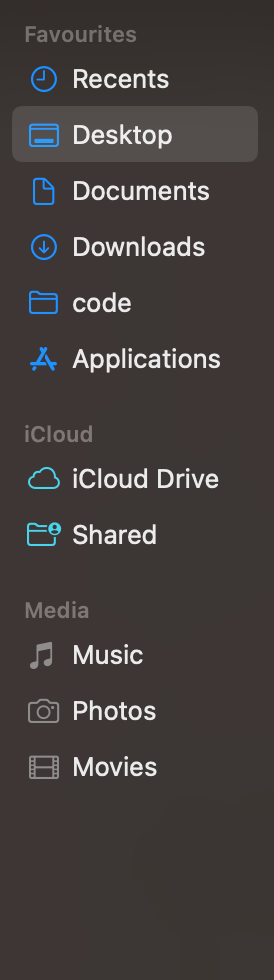 Favourites
Recents
Desktop
Documents
Downloads
code
Applications
iCloud
iCloud Drive
Shared
Media
Music
Photos
Movies